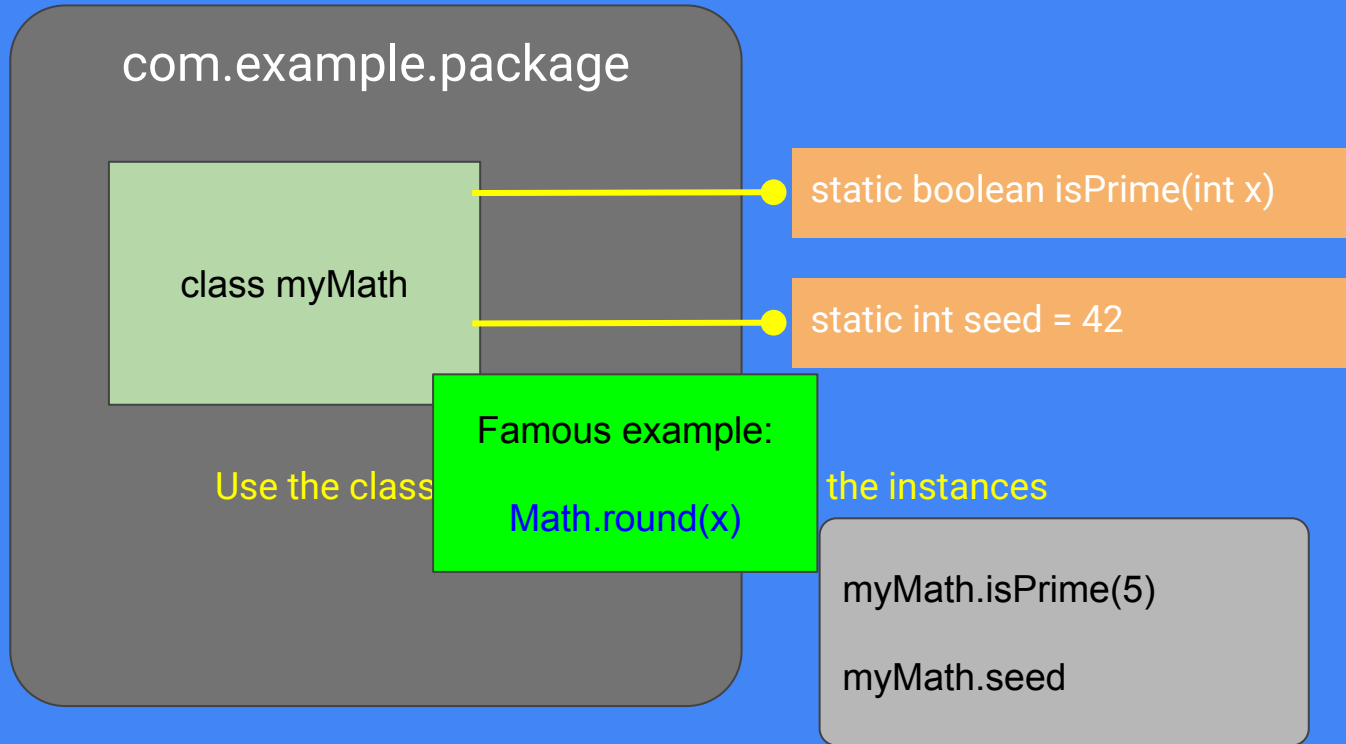 com.example.package
static boolean isPrime(int x)
class myMath
static int seed = 42
Famous example:
Use the class
the instances
Math.round(x)
myMath.isPrime(5)
myMath.seed